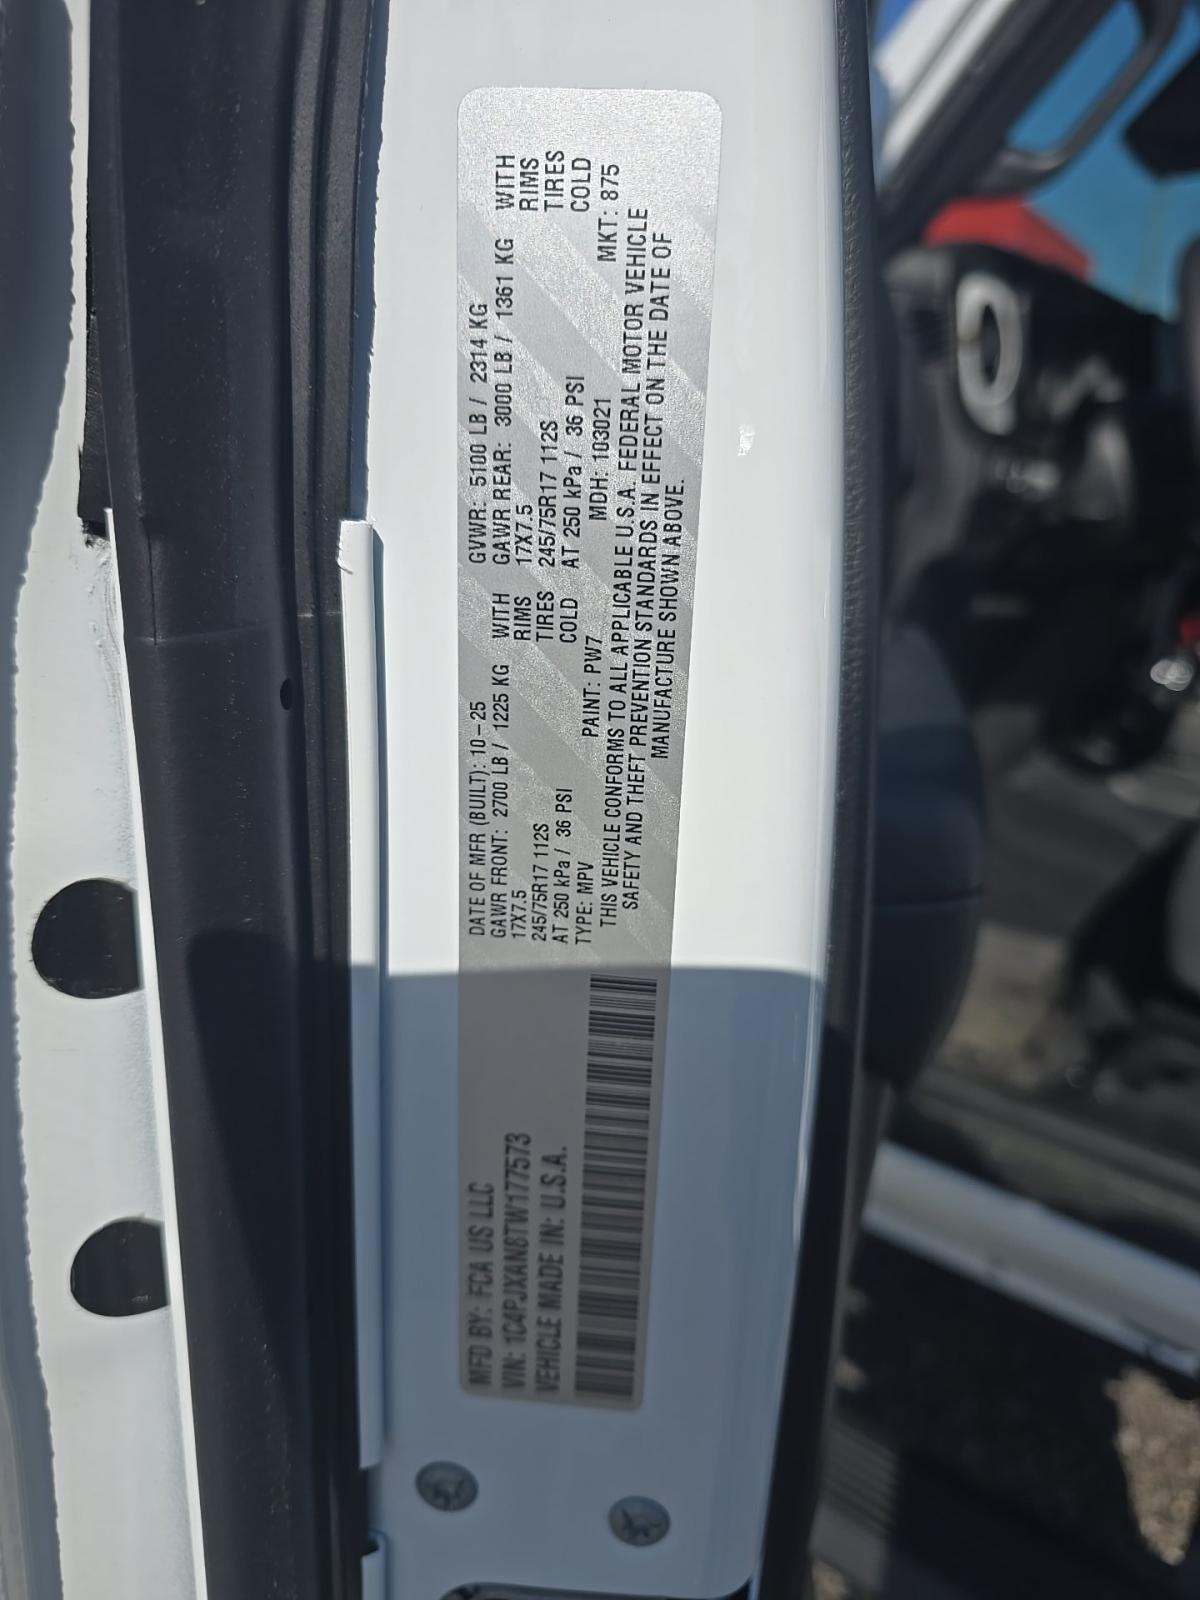 MFD BY: FCA US LLC
VIN: 1C4PJXAN8TW177573
VEHICLE MADE IN: U.S.A.
DATE OF MFR (BUILT): 10-25 GVWR: 5100 LB / 2314 KG
GAWR FRONT: 2700 LB / 1225 KG WITH GAWR REAR: 3000 LB / 1361 KG WITH
17X7.5 RIMS 17X7.5 RIMS
245/75R17 112S TIRES 245/75R17 112S TIRES
AT 250 kPa / 36 PSI COLD AT 250 kPa / 36 PSI COLD
TYPE: MPV PAINT: PW7 MDH: 103021 MKT: 875
THIS VEHICLE CONFORMS TO ALL APPLICABLE U.S.A. FEDERAL MOTOR VEHICLE
SAFETY AND THEFT PREVENTION STANDARDS IN EFFECT ON THE DATE OF
MANUFACTURE SHOWN ABOVE.